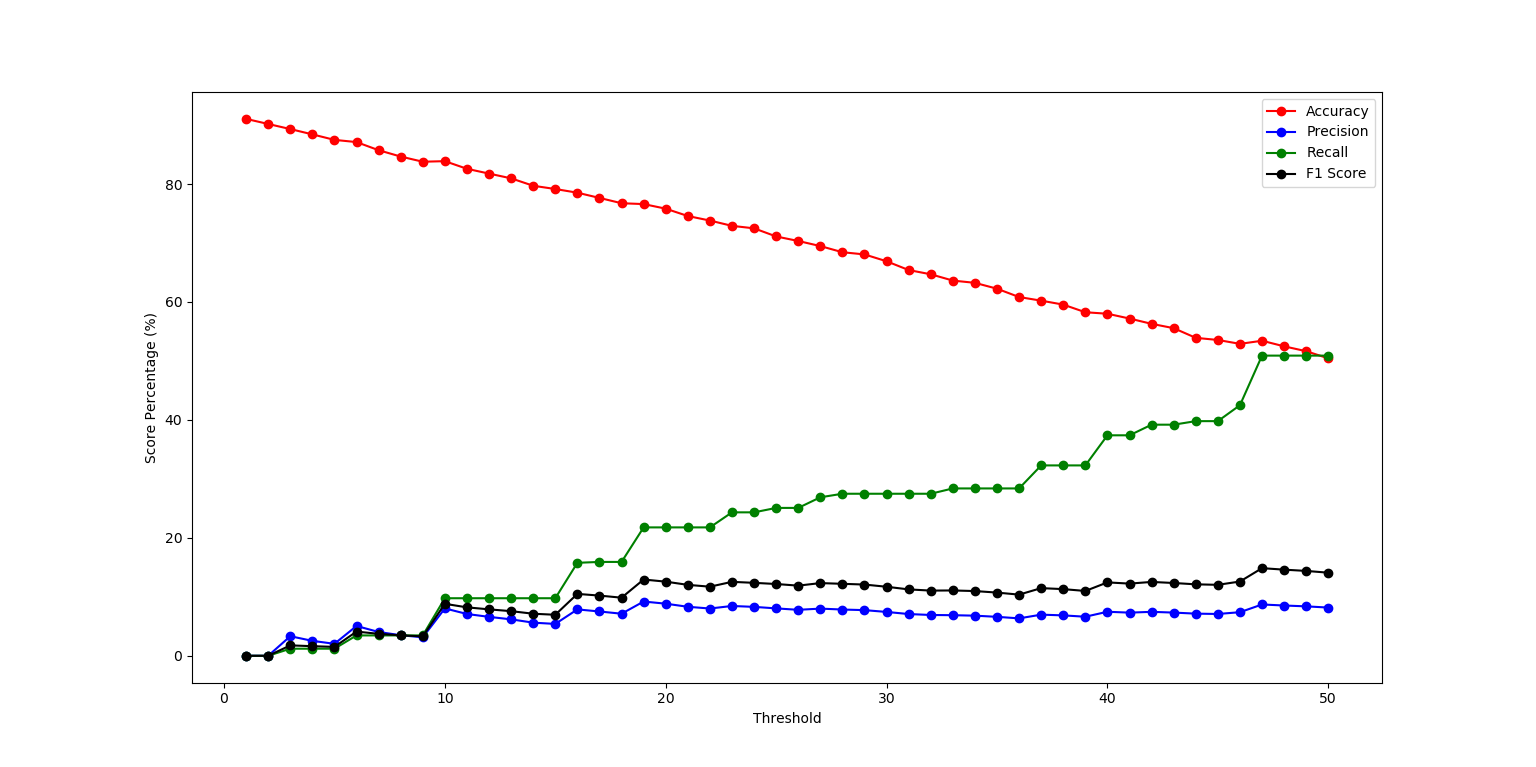 Accuracy
Precision
Recall
F1 Score
80
60
40
20
0
Score Percentage (%)
0 10 20 30 40 50
Threshold